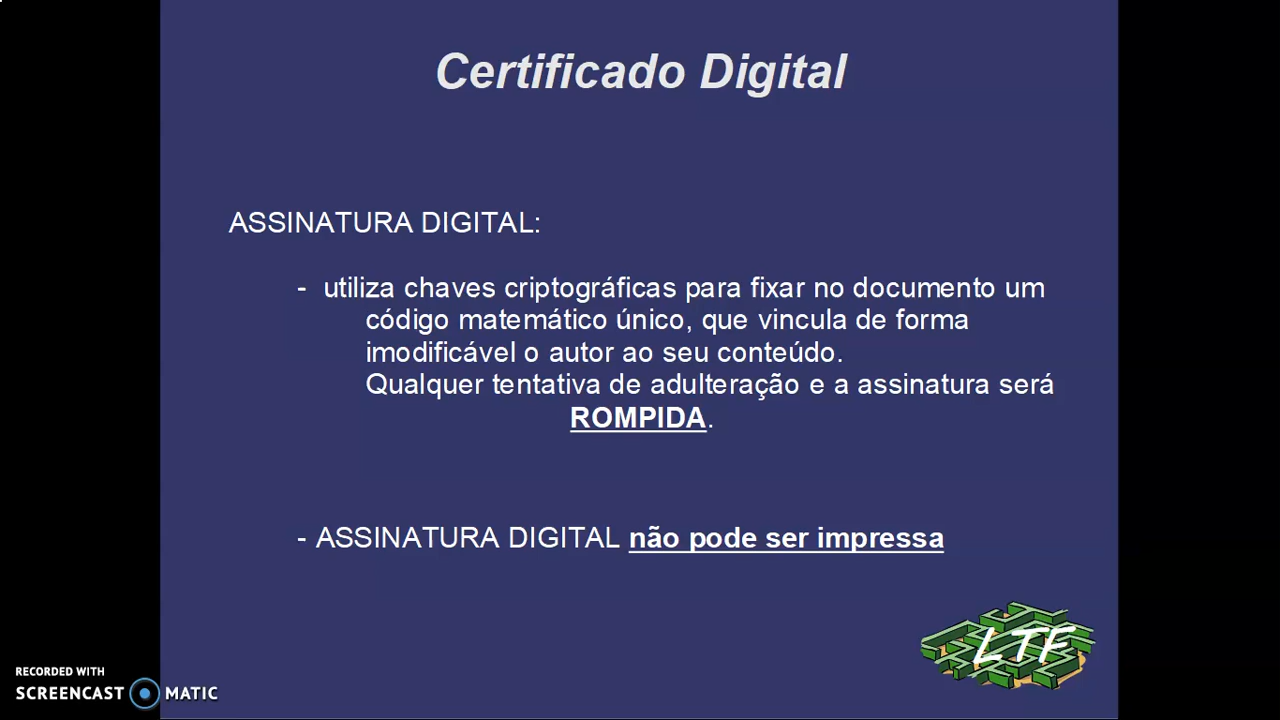 Certificado Digital
ASSINATURA DIGITAL:
- utiliza chaves criptográficas para fixar no documento um
código matemático único, que vincula de forma
imodificável o autor ao seu conteúdo.
Qualquer tentativa de adulteração e a assinatura será
ROMPIDA.
- ASSINATURA DIGITAL não pode ser impressa
LTF
RECORDED WITH
SCREENCAST MATIC